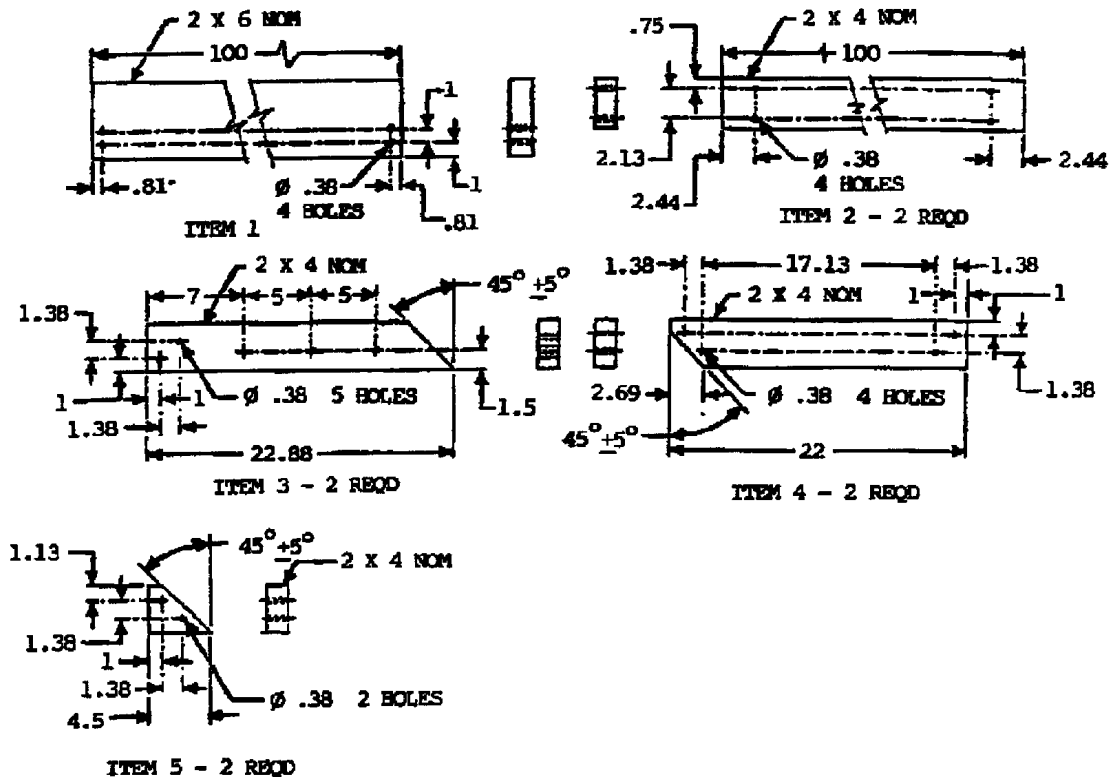 2 X 6 NOM
100
1
1
.81
Ø .38
4 HOLES
.81
ITEM 1
2 X 4 NOM
.75
100
2.13
Ø .38
4 HOLES
2.44
2.44
ITEM 2 - 2 REQD
2 X 4 NOM
45° ±5°
7
5
5
1.38
1
1
Ø .38 5 HOLES
1.5
1.38
22.88
ITEM 3 - 2 REQD
1.38
17.13
1.38
2 X 4 NOM
1
1
2.69
Ø .38 4 HOLES
1.38
45° ±5°
22
ITEM 4 - 2 REQD
45° ±5°
1.13
2 X 4 NOM
1.38
1
1.38
Ø .38 2 HOLES
4.5
ITEM 5 - 2 REQD